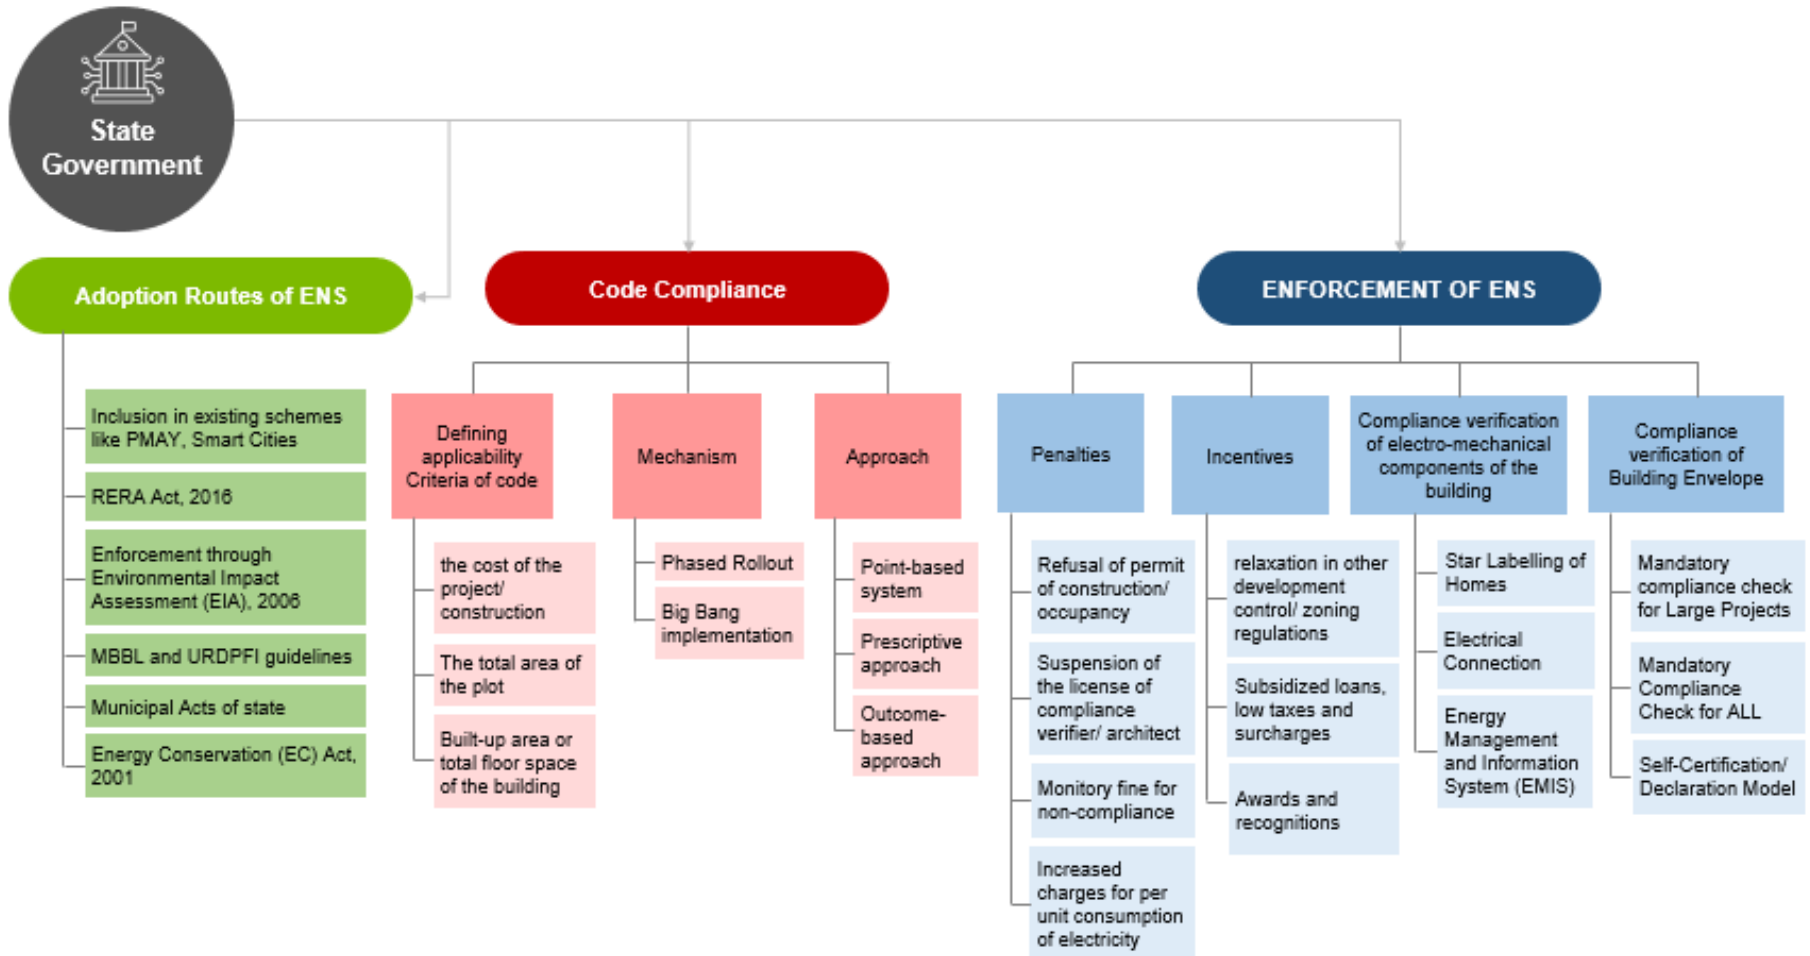 State
Government
Adoption Routes of ENS
Inclusion in existing schemes
like PMAY, Smart Cities
RERA Act, 2016
Enforcement through
Environmental Impact
Assessment (EIA), 2006
MBBL and URDPFI guidelines
Municipal Acts of state
Energy Conservation (EC) Act,
2001
Code Compliance
Defining
applicability
Criteria of code
the cost of the
project/
construction
The total area of
the plot
Built-up area or
total floor space
of the building
Mechanism
Phased Rollout
Big Bang
implementation
Approach
Point-based
system
Prescriptive
approach
Outcome-
based
approach
ENFORCEMENT OF ENS
Penalties
Refusal of permit
of construction/
occupancy
Suspension of
the license of
compliance
verifier/ architect
Monitory fine for
non-compliance
Increased
charges for per
unit consumption
of electricity
Incentives
relaxation in other
development
control/ zoning
regulations
Subsidized loans,
low taxes and
surcharges
Awards and
recognitions
Compliance verification
of electro-mechanical
components of the
building
Star Labelling of
Homes
Electrical
Connection
Energy
Management
and Information
System (EMIS)
Compliance
verification of
Building Envelope
Mandatory
compliance check
for Large Projects
Mandatory
Compliance
Check for ALL
Self-Certification/
Declaration Model